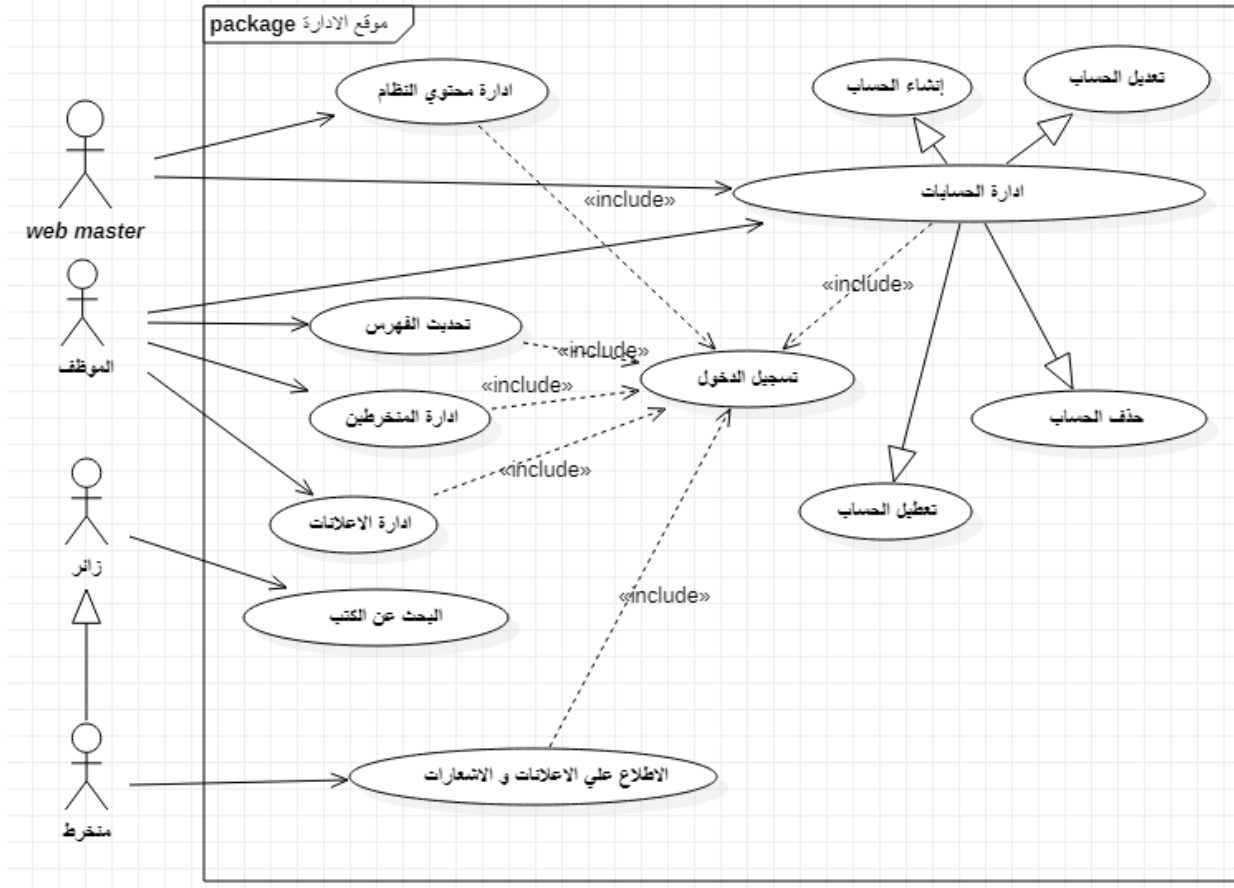 package موقع الادارة
ادارة محتوي النظام
إنشاء الحساب
تعديل الحساب
ادارة الحسابات
«include»
web master
«include»
تحديث الفهرس
«include»
الموظف
تسجيل الدخول
«include»
ادارة المنخرطين
حذف الحساب
«include»
ادارة الاعلانات
تعطيل الحساب
زائر
«include»
البحث عن الكتب
الاطلاع علي الاعلانات و الاشعارات
منخرط